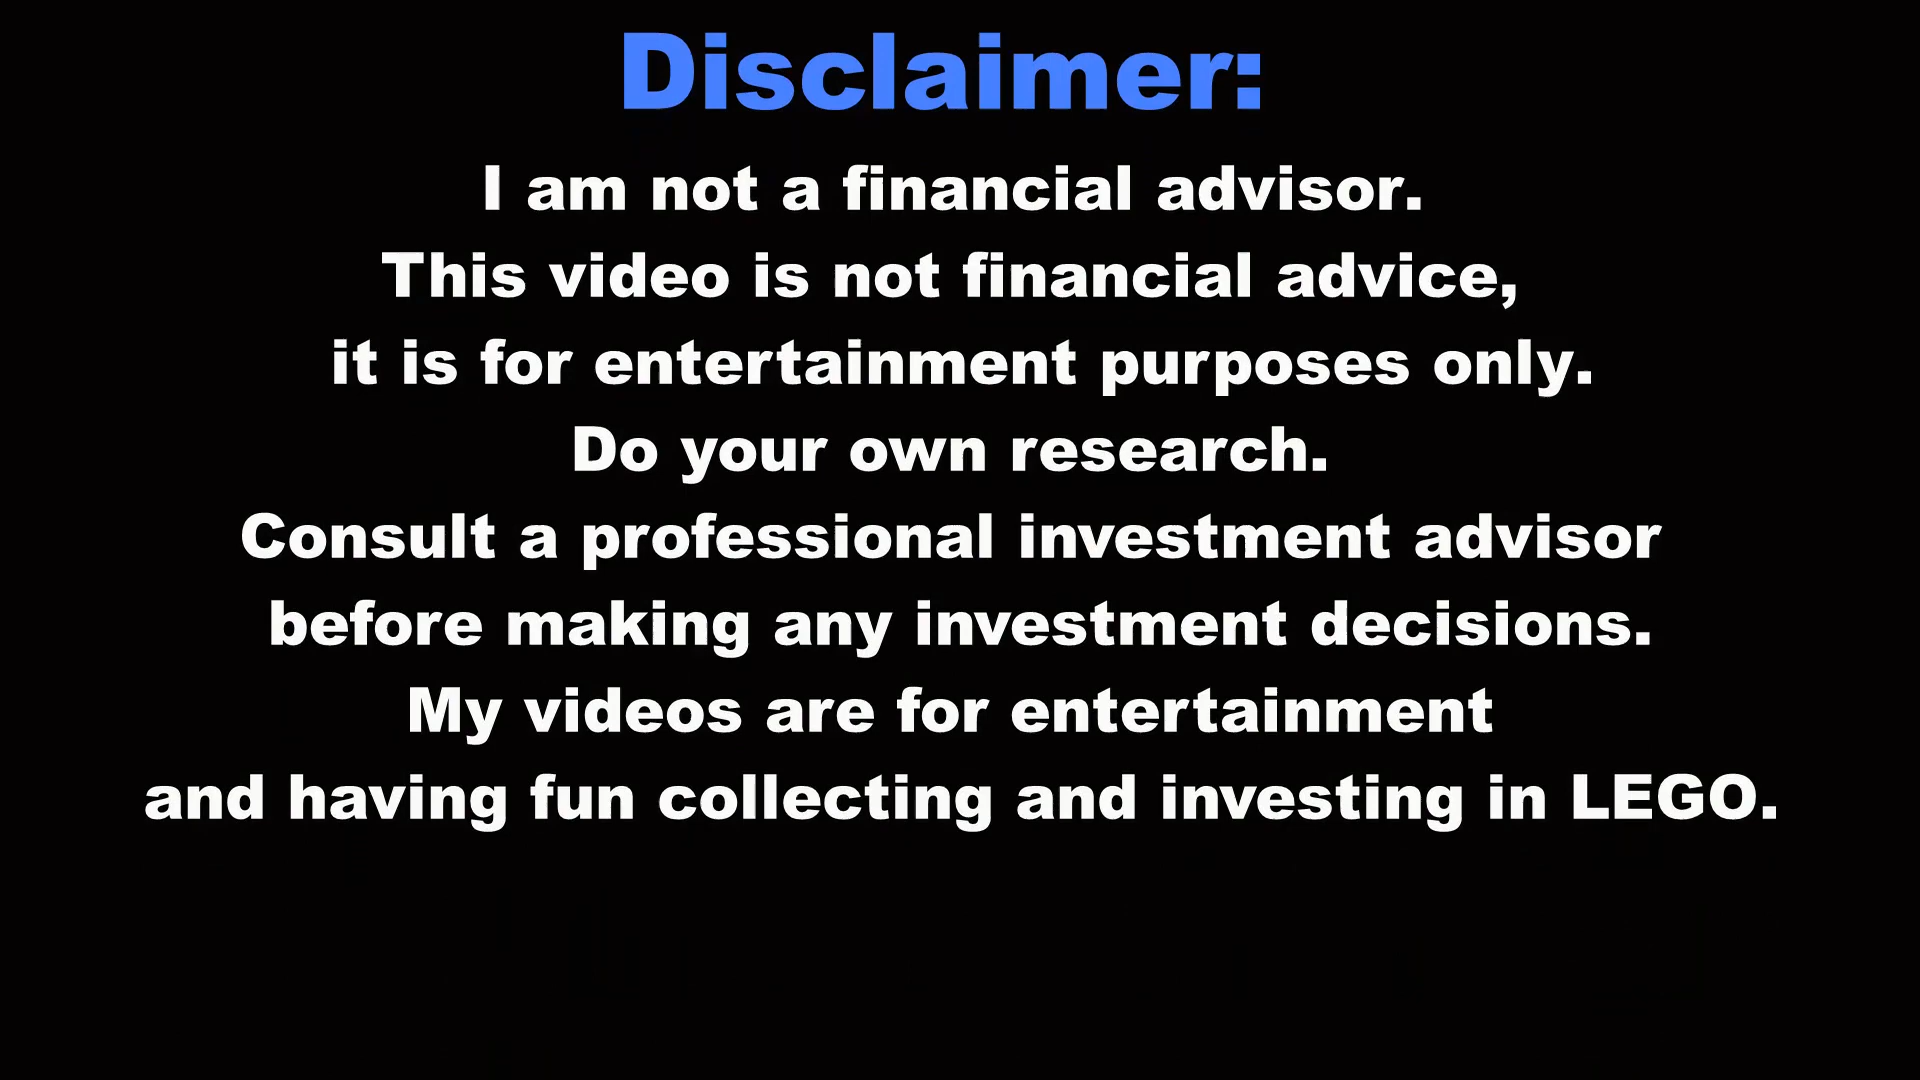 Disclaimer:
I am not a financial advisor.
This video is not financial advice,
it is for entertainment purposes only.
Do your own research.
Consult a professional investment advisor
before making any investment decisions.
My videos are for entertainment
and having fun collecting and investing in LEGO.